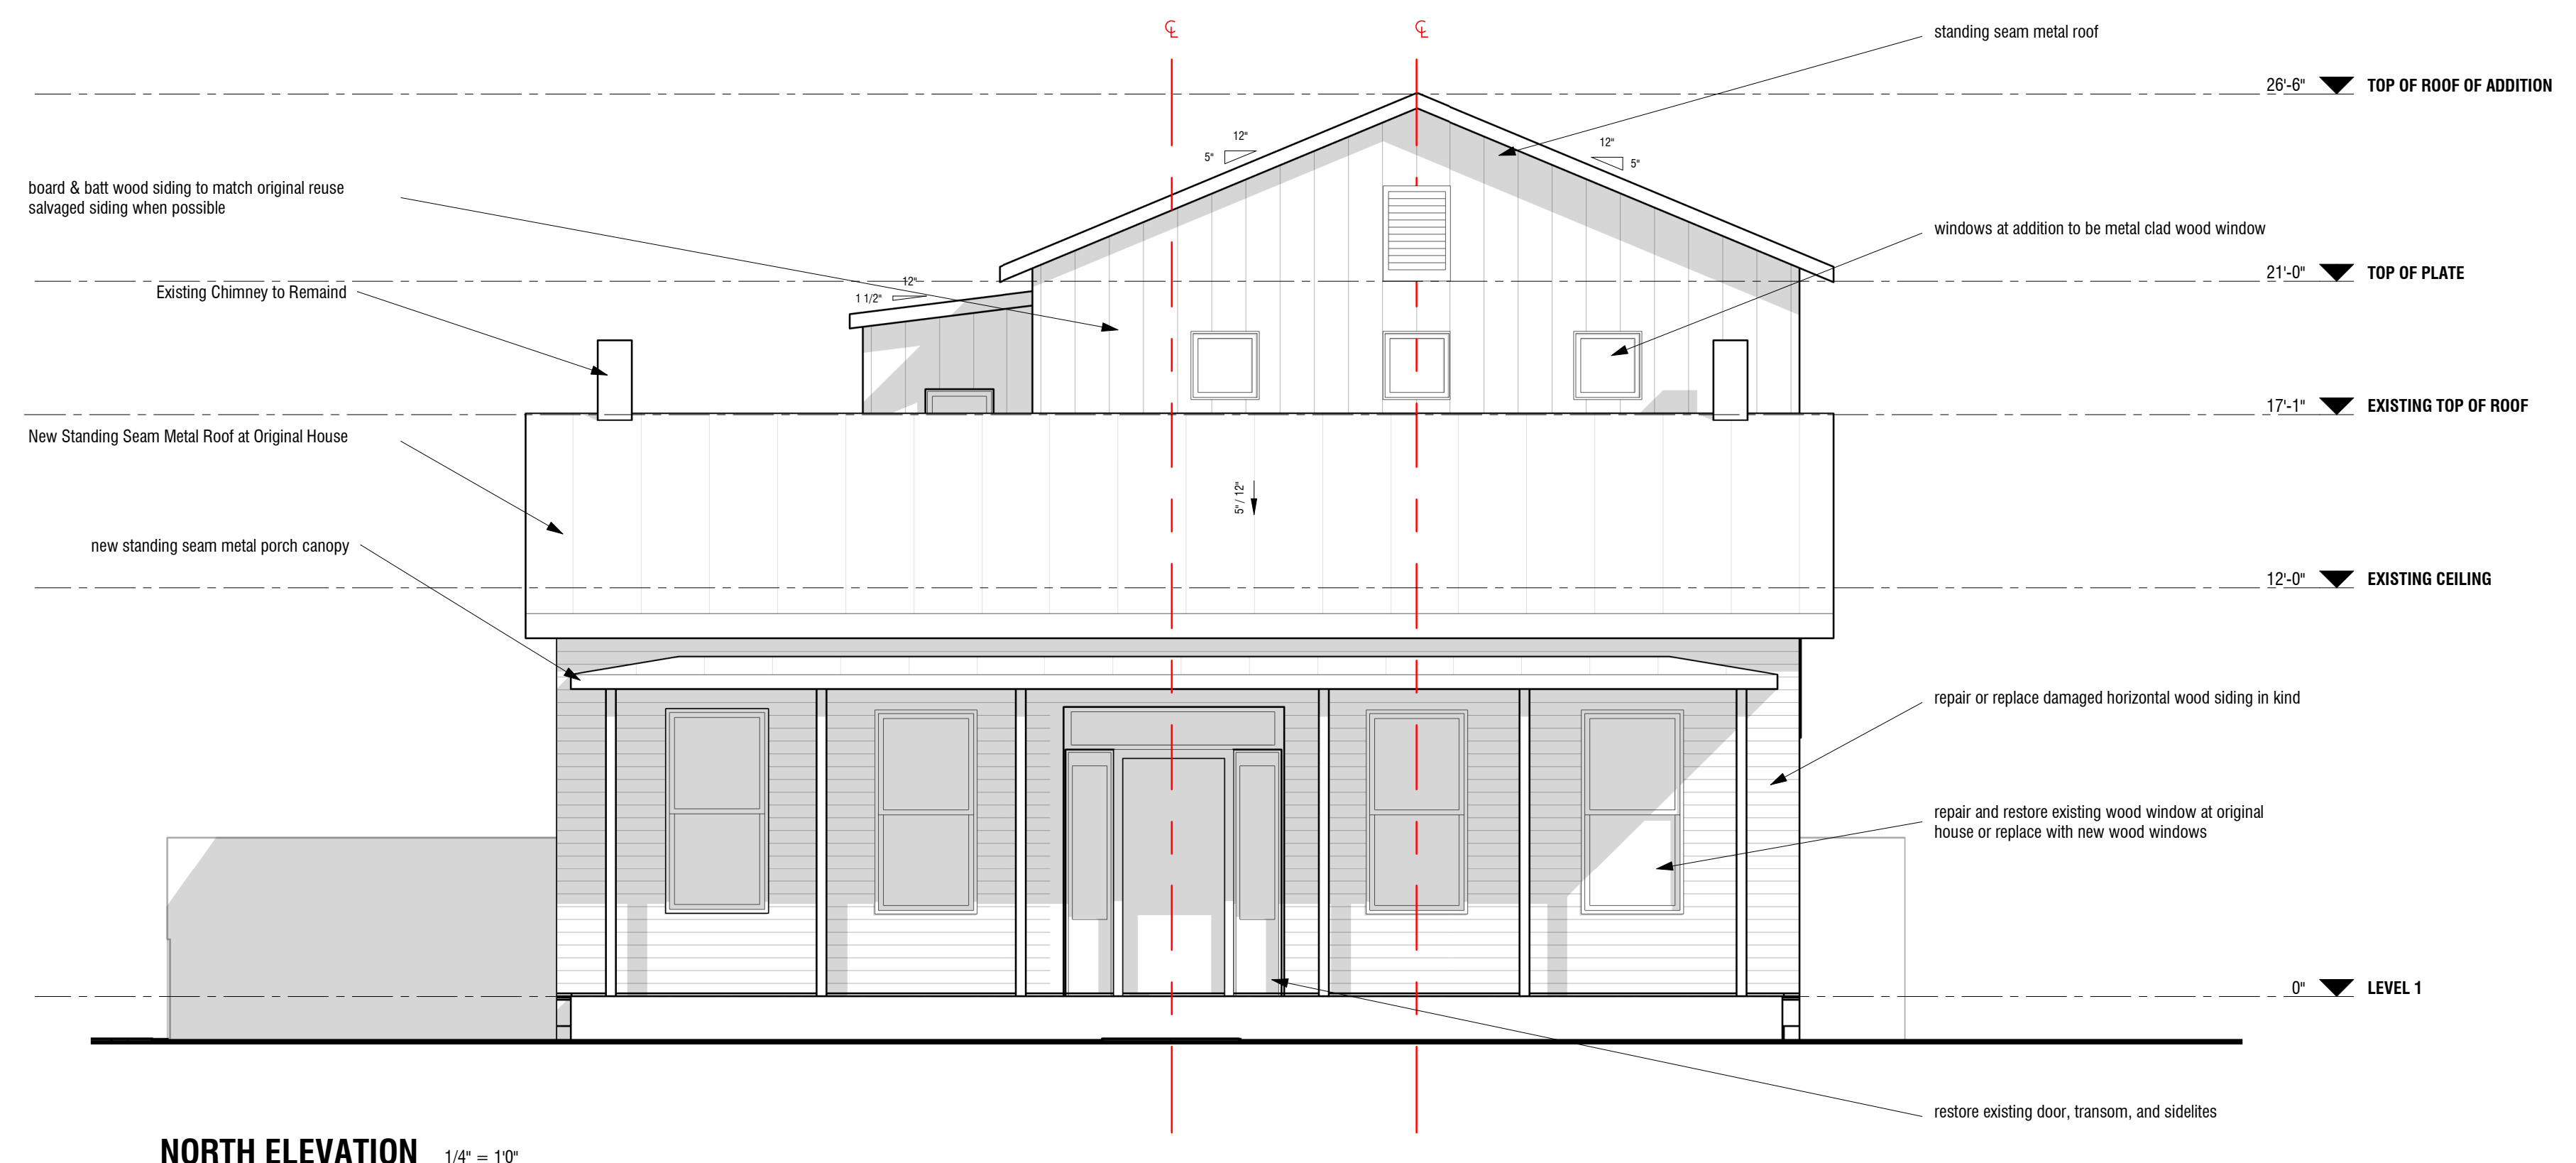 ℄
℄
standing seam metal roof
26'-6" TOP OF ROOF OF ADDITION
12"
5"
12"
5"
board & batt wood siding to match original reuse
salvaged siding when possible
windows at addition to be metal clad wood window
21'-0" TOP OF PLATE
12"
1 1/2"
Existing Chimney to Remaind
17'-1" EXISTING TOP OF ROOF
New Standing Seam Metal Roof at Original House
5" / 12"
new standing seam metal porch canopy
12'-0" EXISTING CEILING
repair or replace damaged horizontal wood siding in kind
repair and restore existing wood window at original
house or replace with new wood windows
0" LEVEL 1
restore existing door, transom, and sidelites
NORTH ELEVATION 1/4" = 1'0"